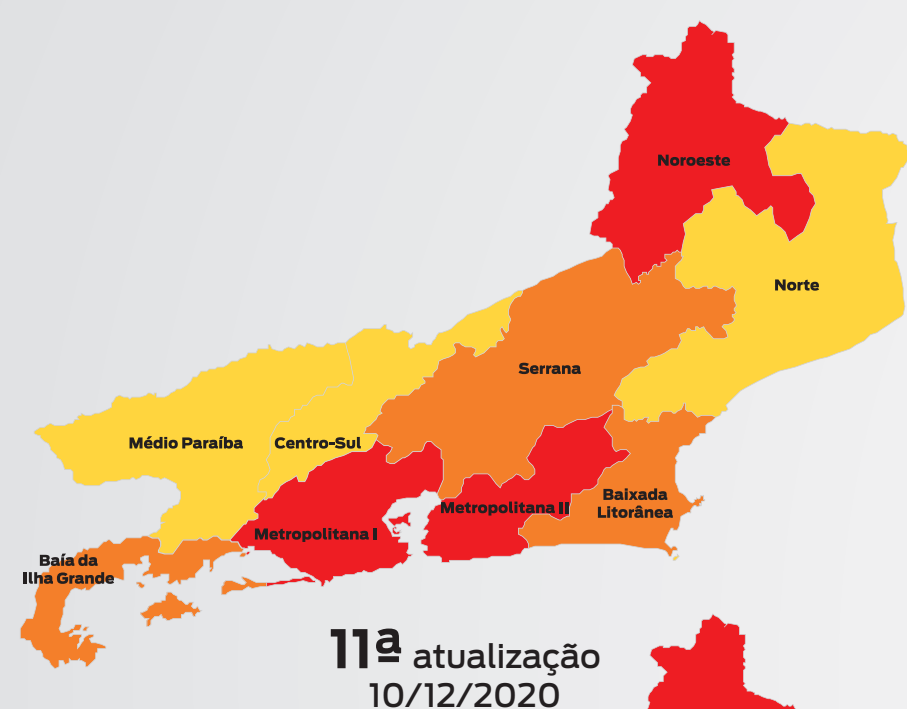 Noroeste
Norte
Serrana
Médio Paraíba
Centro-Sul
Metropolitana I
Metropolitana II
Baixada
Litorânea
Baía da
Ilha Grande
11ª atualização
10/12/2020